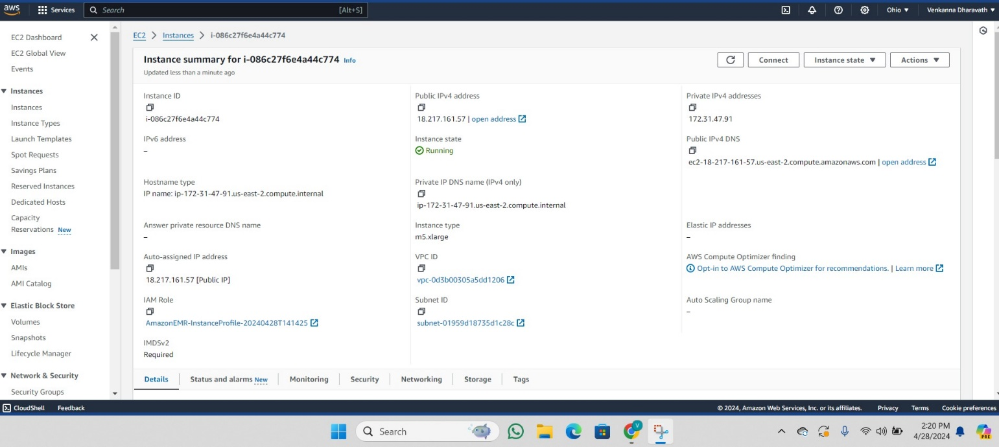 aws
Services
Search
[Alt+S]
Ohio ▼
Venkanna Dharavath ▼
EC2 Dashboard
EC2 Global View
Events
Instances
Instances
Instance Types
Launch Templates
Spot Requests
Savings Plans
Reserved Instances
Dedicated Hosts
Capacity
Reservations New
Images
AMIs
AMI Catalog
Elastic Block Store
Volumes
Snapshots
Lifecycle Manager
Network & Security
Security Groups
EC2 > Instances > i-086c27f6e4a44c774
Instance summary for i-086c27f6e4a44c774 Info
Updated less than a minute ago
Connect
Instance state ▼
Actions ▼
Instance ID
i-086c27f6e4a44c774
Public IPv4 address
18.217.161.57 | open address
Private IPv4 addresses
172.31.47.91
IPv6 address
–
Instance state
Running
Public IPv4 DNS
ec2-18-217-161-57.us-east-2.compute.amazonaws.com | open address
Hostname type
IP name: ip-172-31-47-91.us-east-2.compute.internal
Private IP DNS name (IPv4 only)
ip-172-31-47-91.us-east-2.compute.internal
Answer private resource DNS name
–
Instance type
m5.xlarge
Elastic IP addresses
–
Auto-assigned IP address
18.217.161.57 [Public IP]
VPC ID
vpc-0d3b00305a5dd1206
AWS Compute Optimizer finding
Opt-in to AWS Compute Optimizer for recommendations. | Learn more
IAM Role
AmazonEMR-InstanceProfile-20240428T141425
Subnet ID
subnet-01959d18735d1c28c
Auto Scaling Group name
–
IMDSv2
Required
Details
Status and alarms New
Monitoring
Security
Networking
Storage
Tags
CloudShell
Feedback
© 2024, Amazon Web Services, Inc. or its affiliates.
Privacy
Terms
Cookie preferences
Search
V
2:20 PM
4/28/2024
PRE